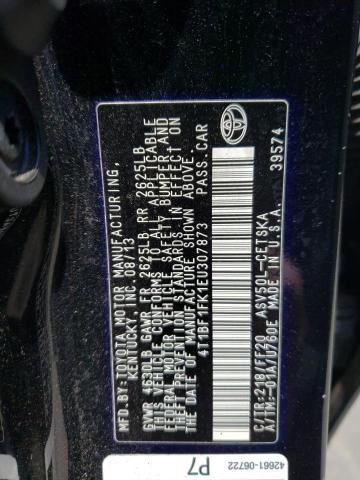 MFD.BY:TOYOTA MOTOR MANUFACTURING,
KENTUCKY, INC. 08/13
GVWR 4630LB GAWR FR 2625LB RR 2625LB
THIS VEHICLE CONFORMS TO ALL APPLICABLE
FEDERAL MOTOR VEHICLE SAFETY, BUMPER, AND
THEFT PREVENTION STANDARDS IN EFFECT ON
THE DATE OF MANUFACTURE SHOWN ABOVE.
4T1BF1FK1EU307873 PASS.CAR
C/TR:218/FF20 ASV50L-CETSKA
A/TM:-01A/U760E MADE IN U.S.A.
39574
42661-06722
P7